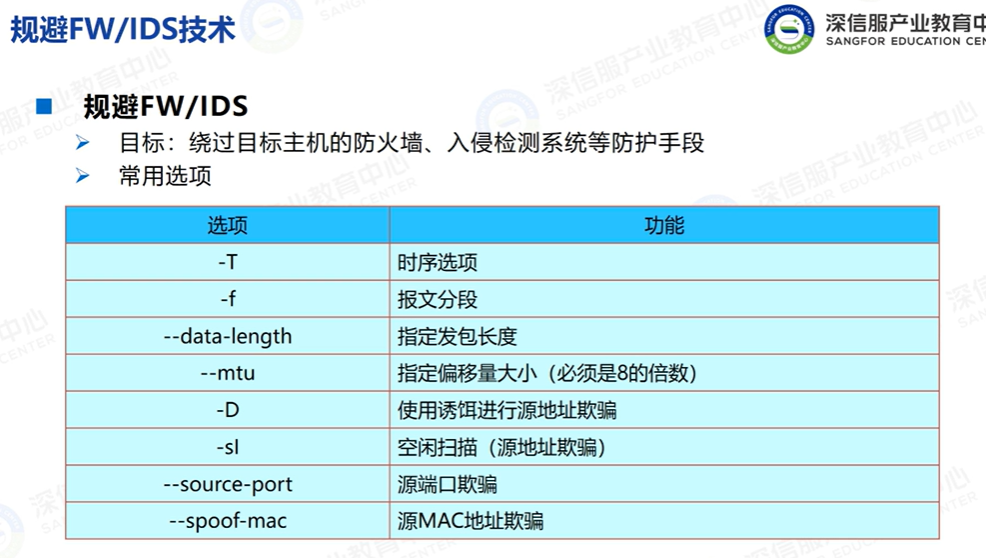 规避FW/IDS技术
深信服产业教育中
SANGFOR EDUCATION CEN
规避FW/IDS
目标：绕过目标主机的防火墙、入侵检测系统等防护手段
常用选项
选项 功能
-T 时序选项
-f 报文分段
--data-length 指定发包长度
--mtu 指定偏移量大小（必须是8的倍数）
-D 使用诱饵进行源地址欺骗
-sI 空闲扫描（源地址欺骗）
--source-port 源端口欺骗
--spoof-mac 源MAC地址欺骗